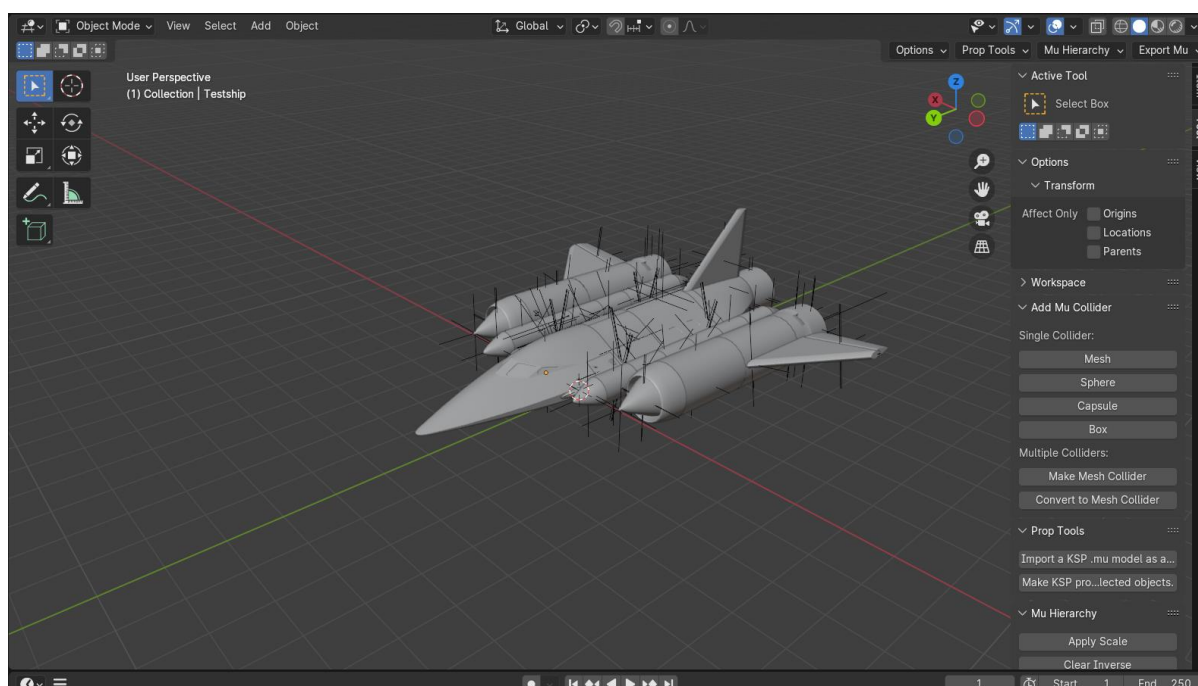 Object Mode View Select Add Object Global
Options Prop Tools Mu Hierarchy Export Mu
User Perspective
(1) Collection | Testship
Z
X
Y
Active Tool
Select Box
Options
Transform
Affect Only Origins
Locations
Parents
Workspace
Add Mu Collider
Single Collider:
Mesh
Sphere
Capsule
Box
Multiple Colliders:
Make Mesh Collider
Convert to Mesh Collider
Prop Tools
Import a KSP .mu model as a...
Make KSP pro...lected objects.
Mu Hierarchy
Apply Scale
Clear Inverse
1 Start 1 End 250